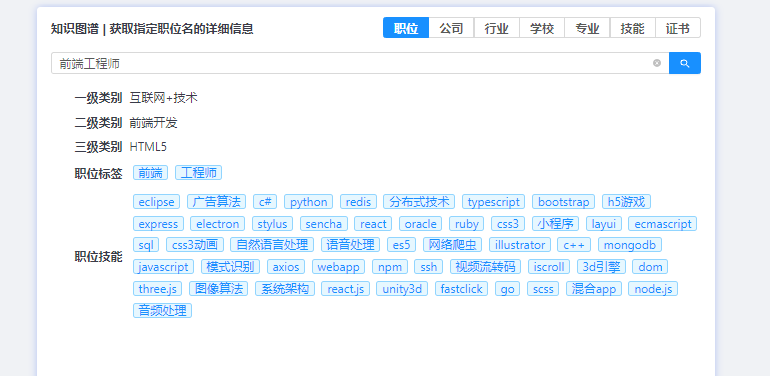 知识图谱 | 获取指定职位名的详细信息 职位 公司 行业 学校 专业 技能 证书
前端工程师
一级类别 互联网+技术
二级类别 前端开发
三级类别 HTML5
职位标签 前端 工程师
职位技能
eclipse 广告算法 c# python redis 分布式技术 typescript bootstrap h5游戏
express electron stylus sencha react oracle ruby css3 小程序 layui ecmascript
sql css3动画 自然语言处理 语音处理 es5 网络爬虫 illustrator c++ mongodb
javascript 模式识别 axios webapp npm ssh 视频流转码 iscroll 3d引擎 dom
three.js 图像算法 系统架构 react.js unity3d fastclick go scss 混合app node.js
音频处理